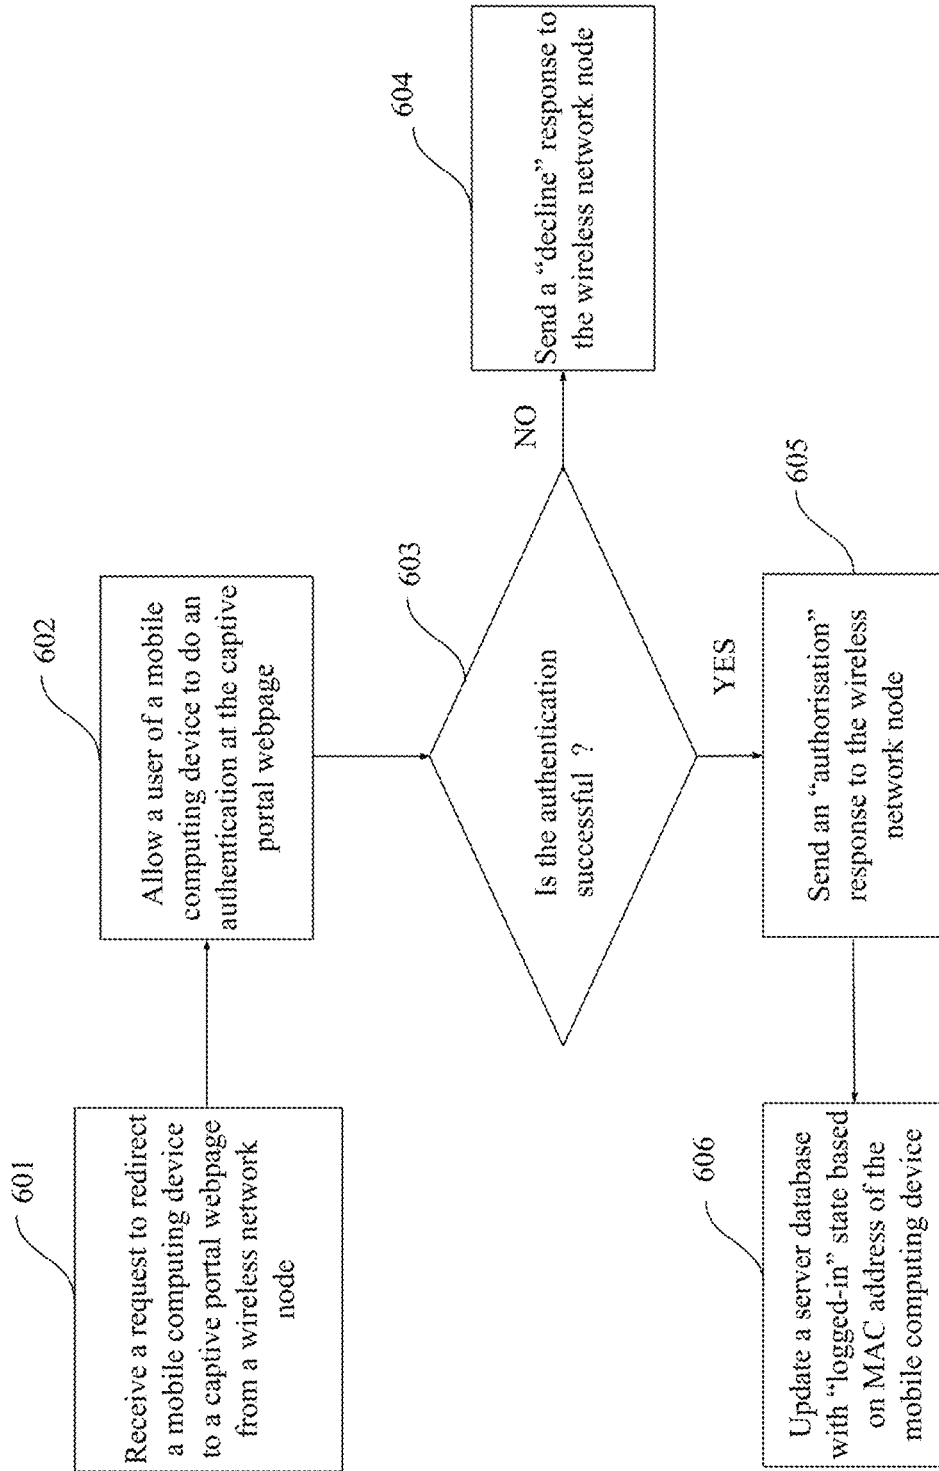 601
Receive a request to redirect
a mobile computing device
to a captive portal webpage
from a wireless network
node
602
Allow a user of a mobile
computing device to do an
authentication at the captive
portal webpage
603
Is the authentication
successful ?
NO
604
Send a “decline” response to
the wireless network node
YES
605
Send an “authorisation”
response to the wireless
network node
606
Update a server database
with “logged-in” state based
on MAC address of the
mobile computing device